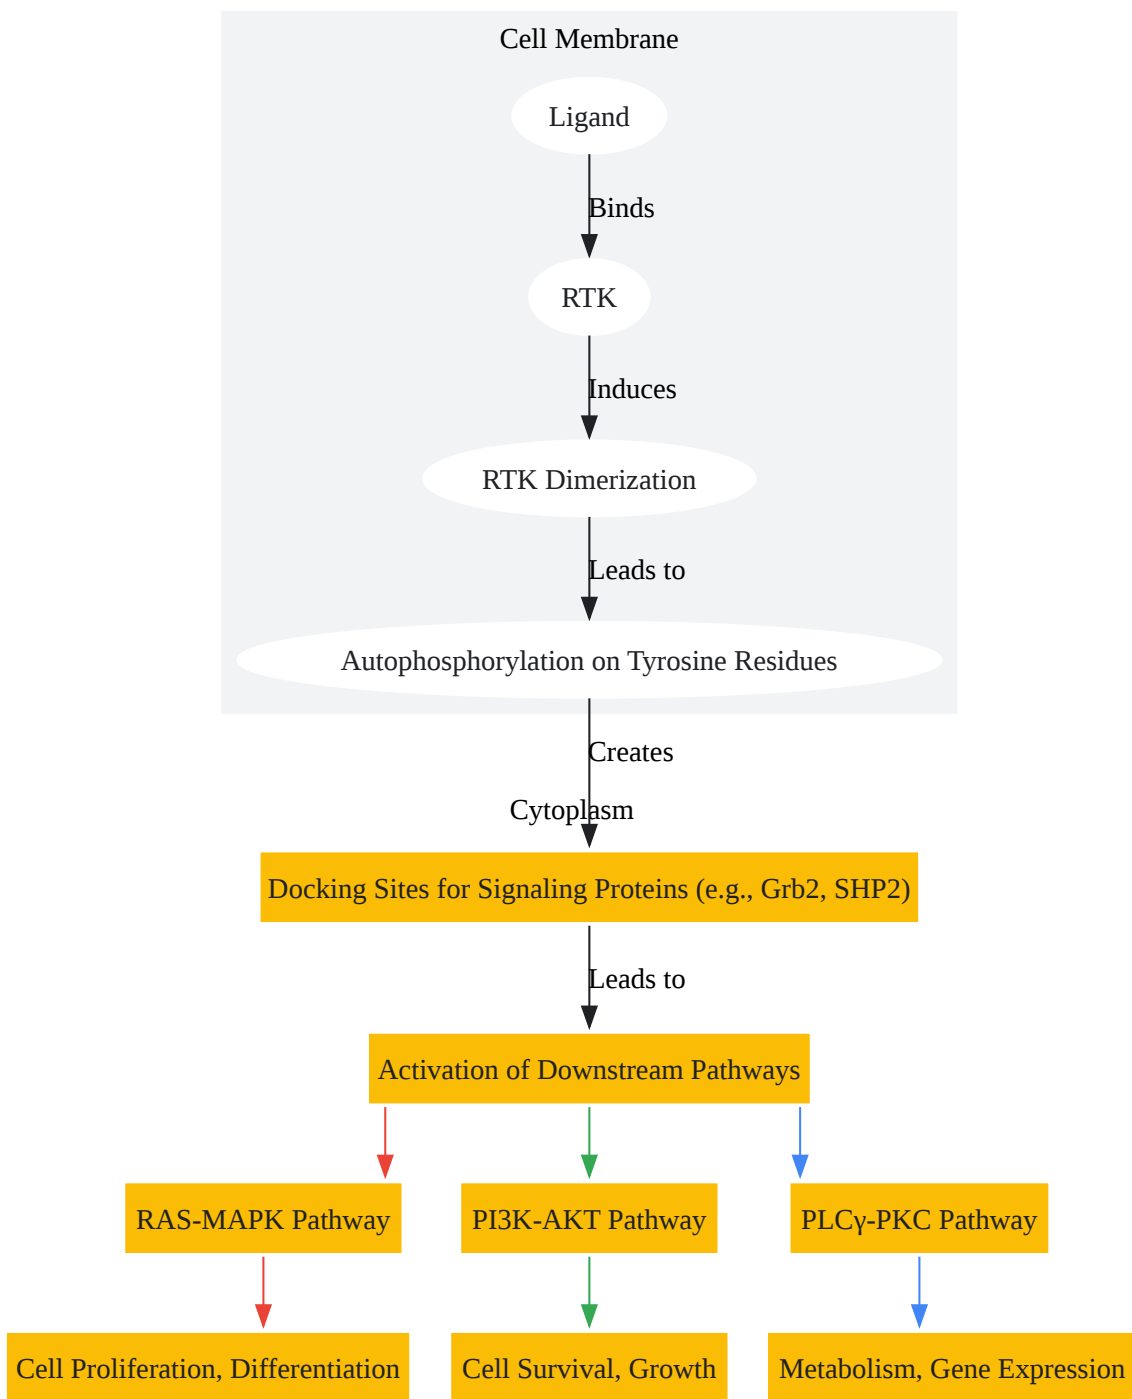 Cell Membrane
Ligand
Binds
RTK
Induces
RTK Dimerization
Leads to
Autophosphorylation on Tyrosine Residues
Creates
Cytoplasm
Docking Sites for Signaling Proteins (e.g., Grb2, SHP2)
Leads to
Activation of Downstream Pathways
RAS-MAPK Pathway
PI3K-AKT Pathway
PLCγ-PKC Pathway
Cell Proliferation, Differentiation
Cell Survival, Growth
Metabolism, Gene Expression